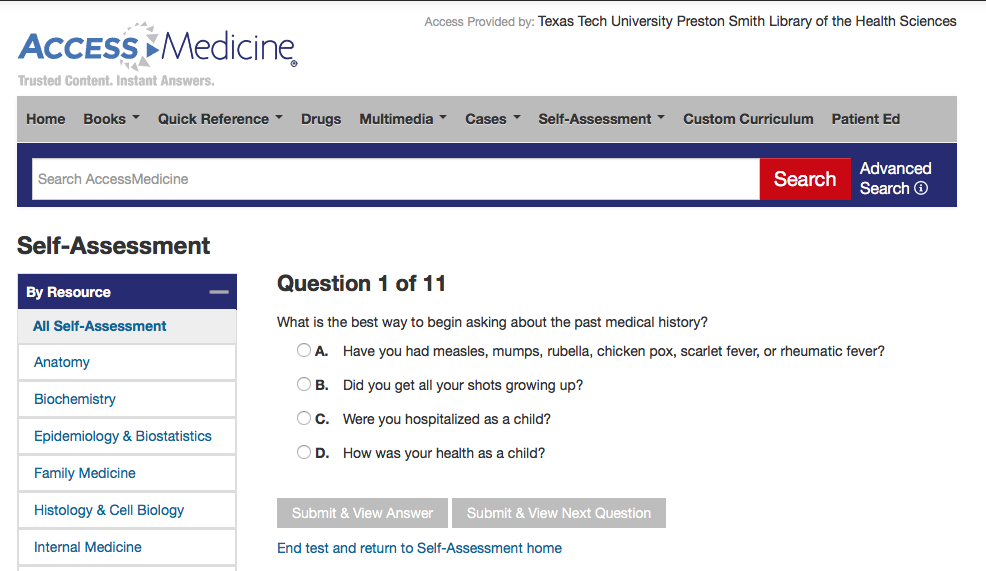 Access Provided by: Texas Tech University Preston Smith Library of the Health Sciences
ACCESS Medicine®
Trusted Content. Instant Answers.
Home Books Quick Reference Drugs Multimedia Cases Self-Assessment Custom Curriculum Patient Ed
Search AccessMedicine Search Advanced
Search
Self-Assessment
By Resource
All Self-Assessment
Anatomy
Biochemistry
Epidemiology & Biostatistics
Family Medicine
Histology & Cell Biology
Internal Medicine
Question 1 of 11
What is the best way to begin asking about the past medical history?
A. Have you had measles, mumps, rubella, chicken pox, scarlet fever, or rheumatic fever?
B. Did you get all your shots growing up?
C. Were you hospitalized as a child?
D. How was your health as a child?
Submit & View Answer Submit & View Next Question
End test and return to Self-Assessment home